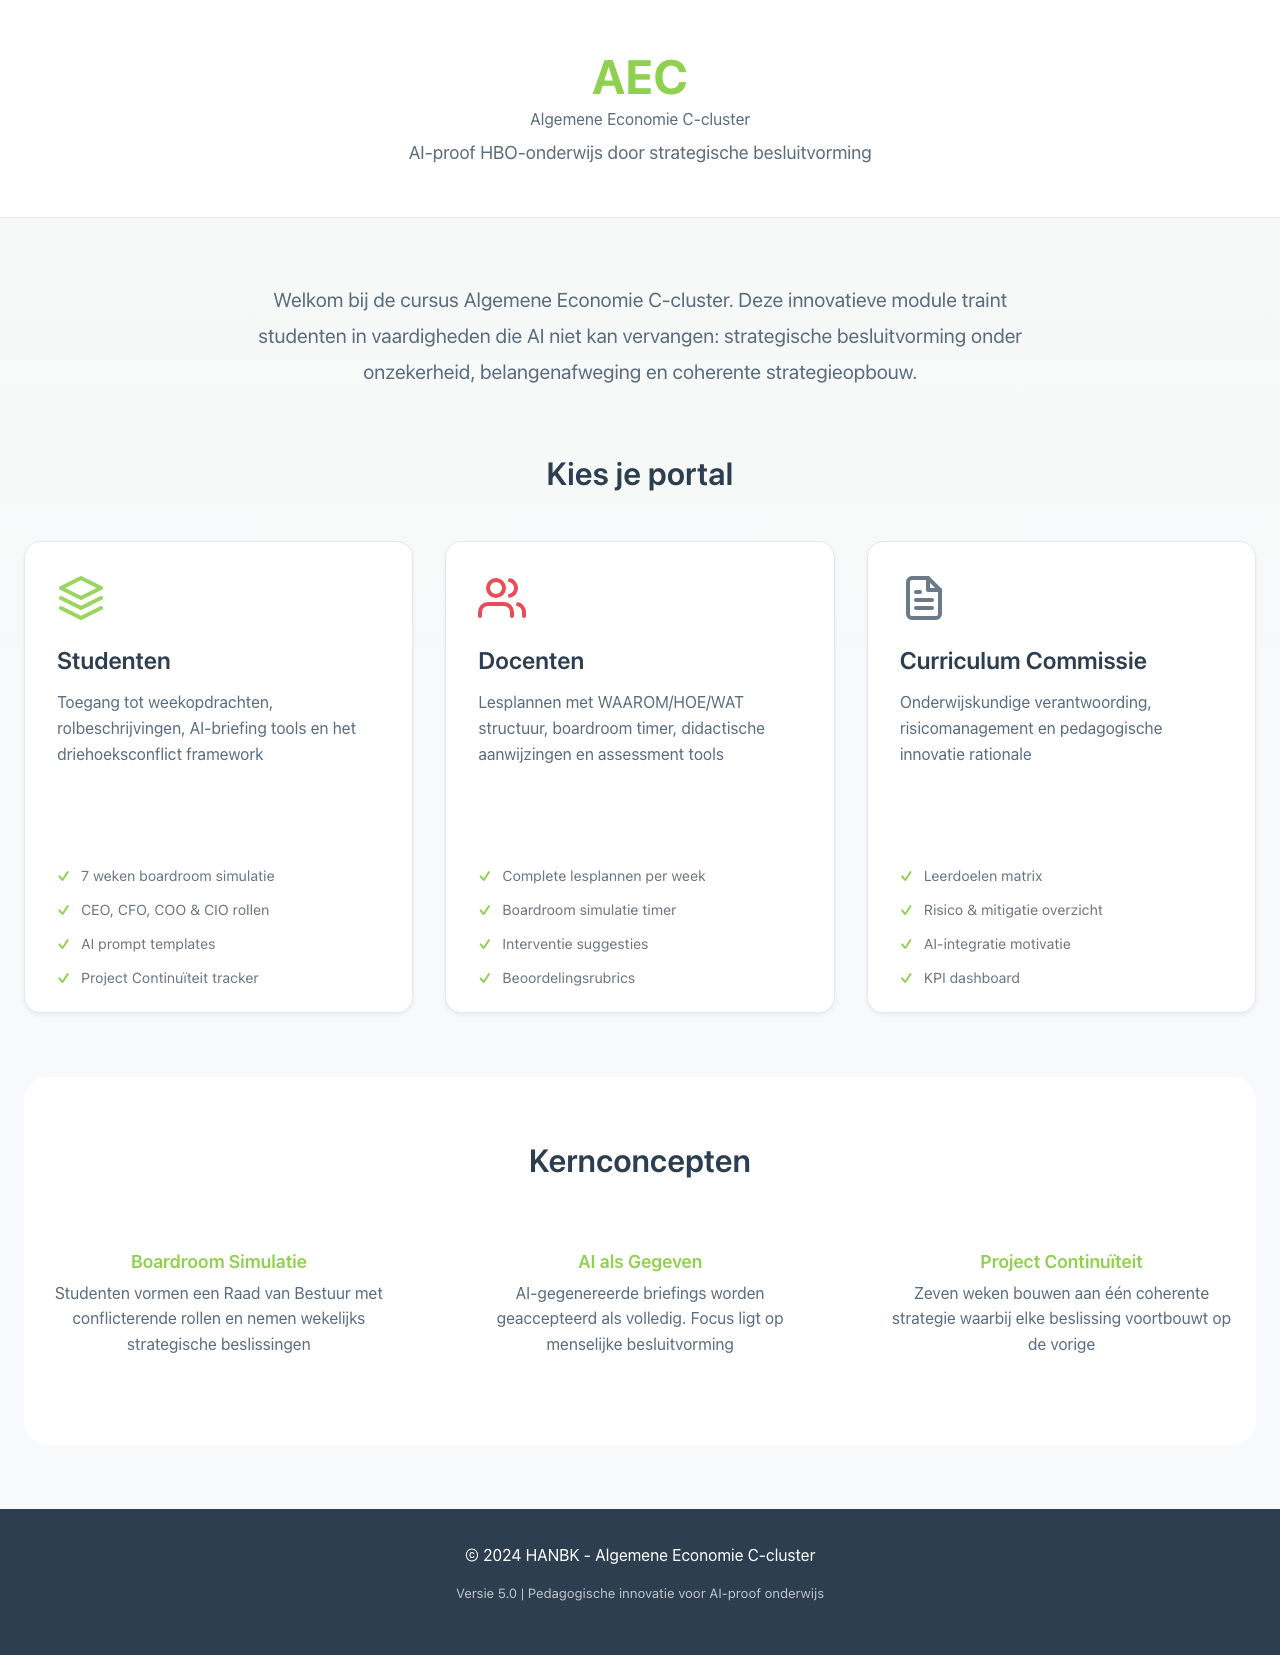 AEC
Algemene Economie C-cluster
AI-proof HBO-onderwijs door strategische besluitvorming
Welkom bij de cursus Algemene Economie C-cluster. Deze innovatieve module traint
studenten in vaardigheden die AI niet kan vervangen: strategische besluitvorming onder
onzekerheid, belangenafweging en coherente strategieopbouw.
Kies je portal
Studenten
Toegang tot weekopdrachten,
rolbeschrijvingen, AI-briefing tools en het
driehoeksconflict framework
7 weken boardroom simulatie
CEO, CFO, COO & CIO rollen
AI prompt templates
Project Continuïteit tracker
Docenten
Lesplannen met WAAROM/HOE/WAT
structuur, boardroom timer, didactische
aanwijzingen en assessment tools
Complete lesplannen per week
Boardroom simulatie timer
Interventie suggesties
Beoordelingsrubrics
Curriculum Commissie
Onderwijskundige verantwoording,
risicomanagement en pedagogische
innovatie rationale
Leerdoelen matrix
Risico & mitigatie overzicht
AI-integratie motivatie
KPI dashboard
Kernconcepten
Boardroom Simulatie
Studenten vormen een Raad van Bestuur met
conflicterende rollen en nemen wekelijks
strategische beslissingen
AI als Gegeven
AI-gegenereerde briefings worden
geaccepteerd als volledig. Focus ligt op
menselijke besluitvorming
Project Continuïteit
Zeven weken bouwen aan één coherente
strategie waarbij elke beslissing voortbouwt op
de vorige
© 2024 HANBK - Algemene Economie C-cluster
Versie 5.0 | Pedagogische innovatie voor AI-proof onderwijs